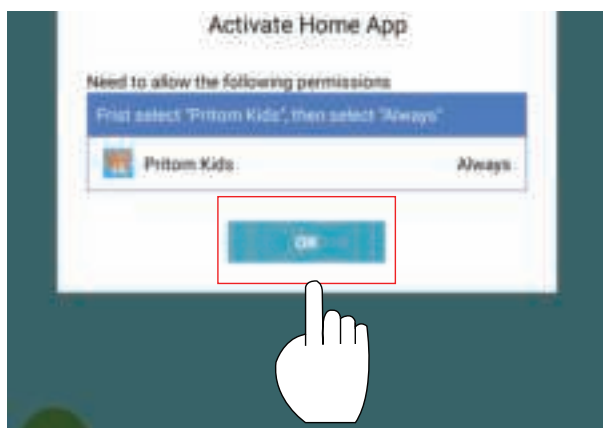 Activate Home App
Need to allow the following permissions
Frist select "Pritom Kids", then select "Always"
Pritom Kids Always
OK